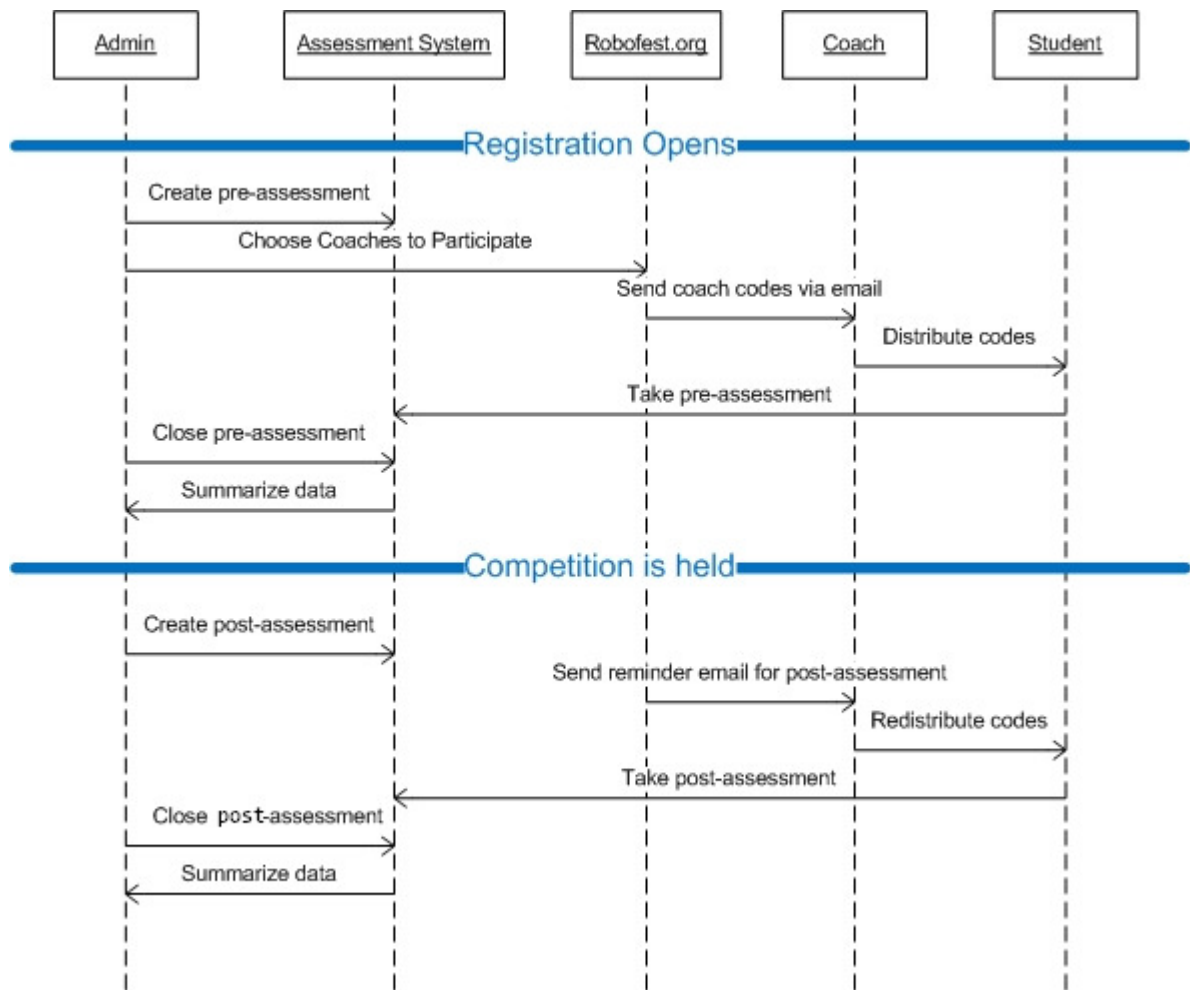 Admin
Assessment System
Robofest.org
Coach
Student
Registration Opens
Create pre-assessment
Choose Coaches to Participate
Send coach codes via email
Distribute codes
Take pre-assessment
Close pre-assessment
Summarize data
Competition is held
Create post-assessment
Send reminder email for post-assessment
Redistribute codes
Take post-assessment
Close post-assessment
Summarize data